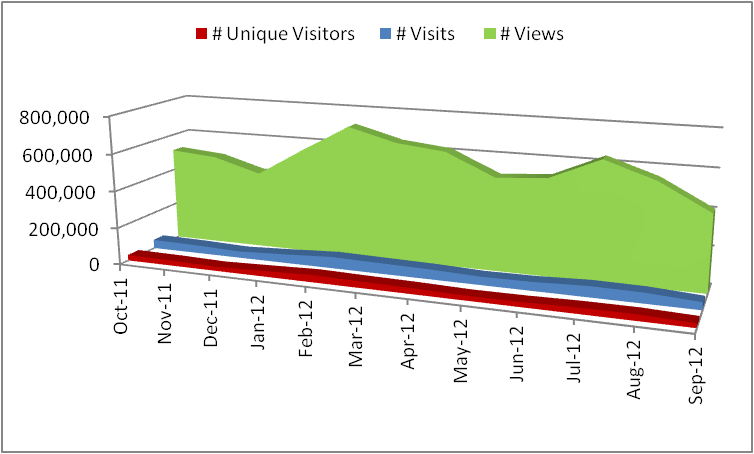 # Unique Visitors # Visits # Views
800,000
600,000
400,000
200,000
0
Oct-11
Nov-11
Dec-11
Jan-12
Feb-12
Mar-12
Apr-12
May-12
Jun-12
Jul-12
Aug-12
Sep-12